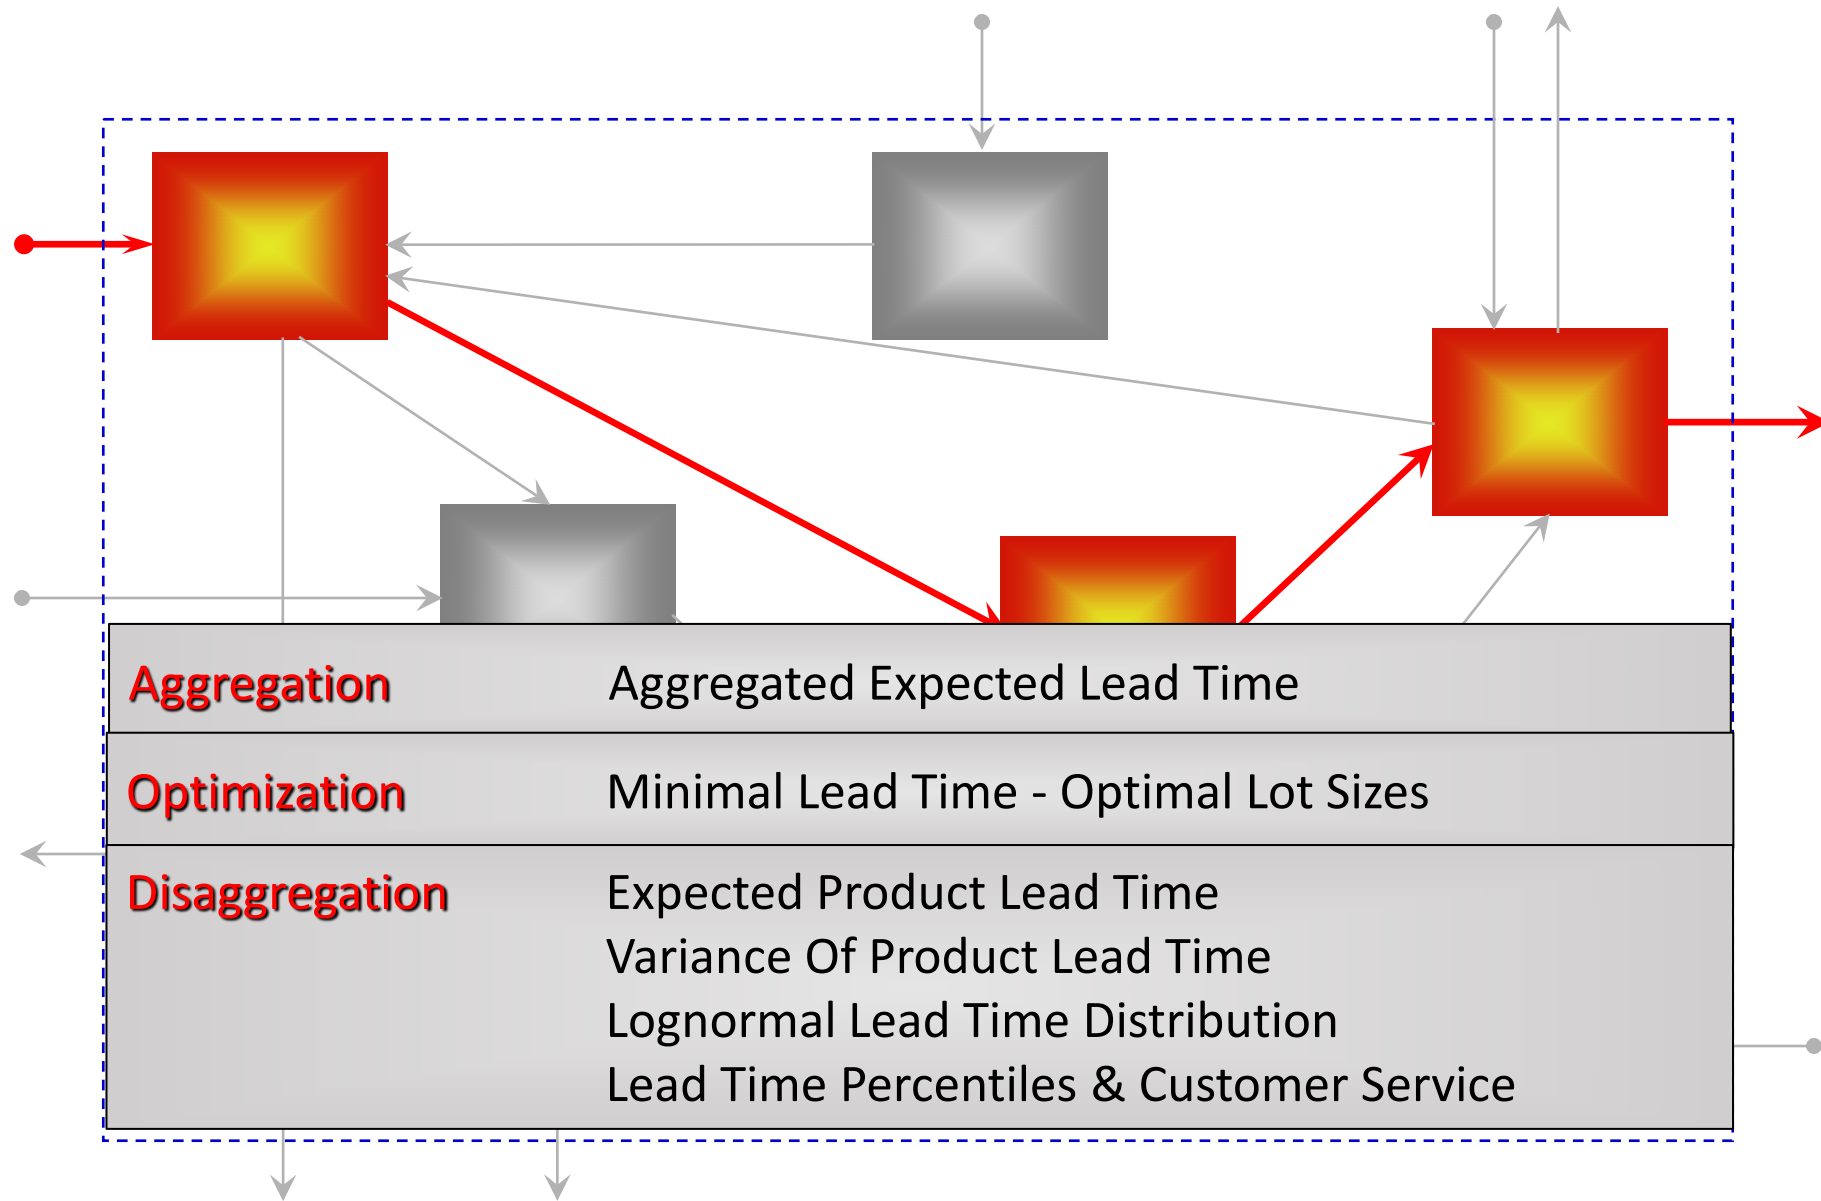 Aggregation Aggregated Expected Lead Time
Optimization Minimal Lead Time - Optimal Lot Sizes
Disaggregation Expected Product Lead Time
Variance Of Product Lead Time
Lognormal Lead Time Distribution
Lead Time Percentiles & Customer Service